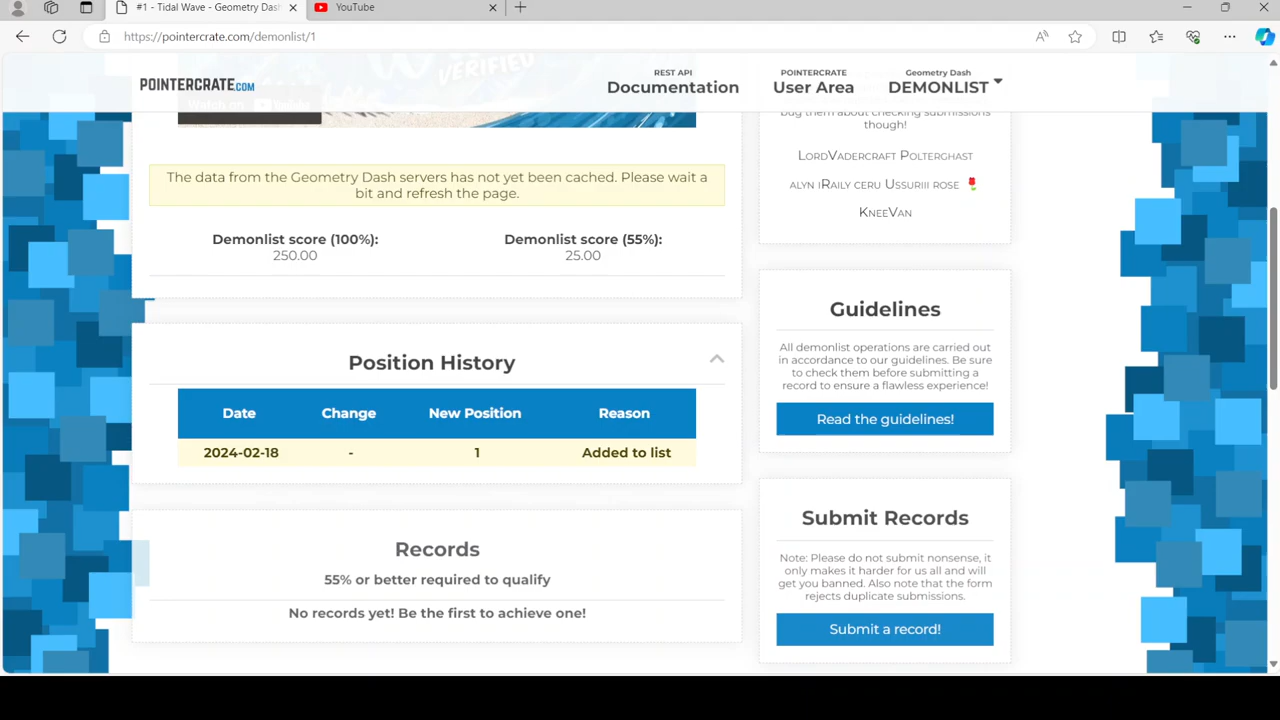 #1 - Tidal Wave - Geometry Das
YouTube
https://pointercrate.com/demonlist/1
POINTERCRATE.COM
REST API
Documentation
POINTERCRATE
User Area
Geometry Dash
DEMONLIST
VERIFIED
Watch on YouTube
bug them about checking submissions
though!
LORDVADERCRAFT POLTERGHAST
ALYN IRAILY CERU USSURIII ROSE 🌹
KNEEVAN
The data from the Geometry Dash servers has not yet been cached. Please wait a
bit and refresh the page.
Demonlist score (100%):
250.00
Demonlist score (55%):
25.00
Position History
Date Change New Position Reason
2024-02-18 - 1 Added to list
Records
55% or better required to qualify
No records yet! Be the first to achieve one!
Guidelines
All demonlist operations are carried out
in accordance to our guidelines. Be sure
to check them before submitting a
record to ensure a flawless experience!
Read the guidelines!
Submit Records
Note: Please do not submit nonsense, it
only makes it harder for us all and will
get you banned. Also note that the form
rejects duplicate submissions.
Submit a record!